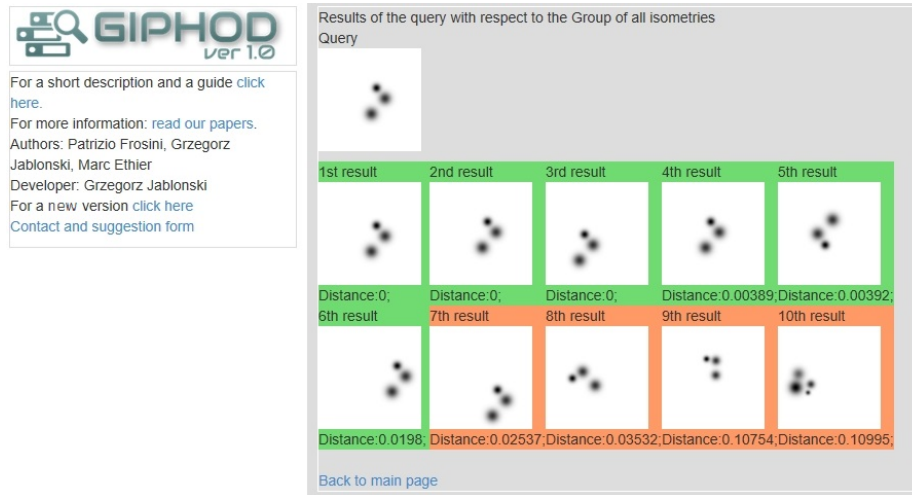 GIPHOD
ver 1.0
For a short description and a guide click
here.
For more information: read our papers.
Authors: Patrizio Frosini, Grzegorz
Jablonski, Marc Ethier
Developer: Grzegorz Jablonski
For a new version click here
Contact and suggestion form
Results of the query with respect to the Group of all isometries
Query
1st result 2nd result 3rd result 4th result 5th result
Distance:0; Distance:0; Distance:0; Distance:0.00389; Distance:0.00392;
6th result 7th result 8th result 9th result 10th result
Distance:0.0198; Distance:0.02537; Distance:0.03532; Distance:0.10754; Distance:0.10995;
Back to main page